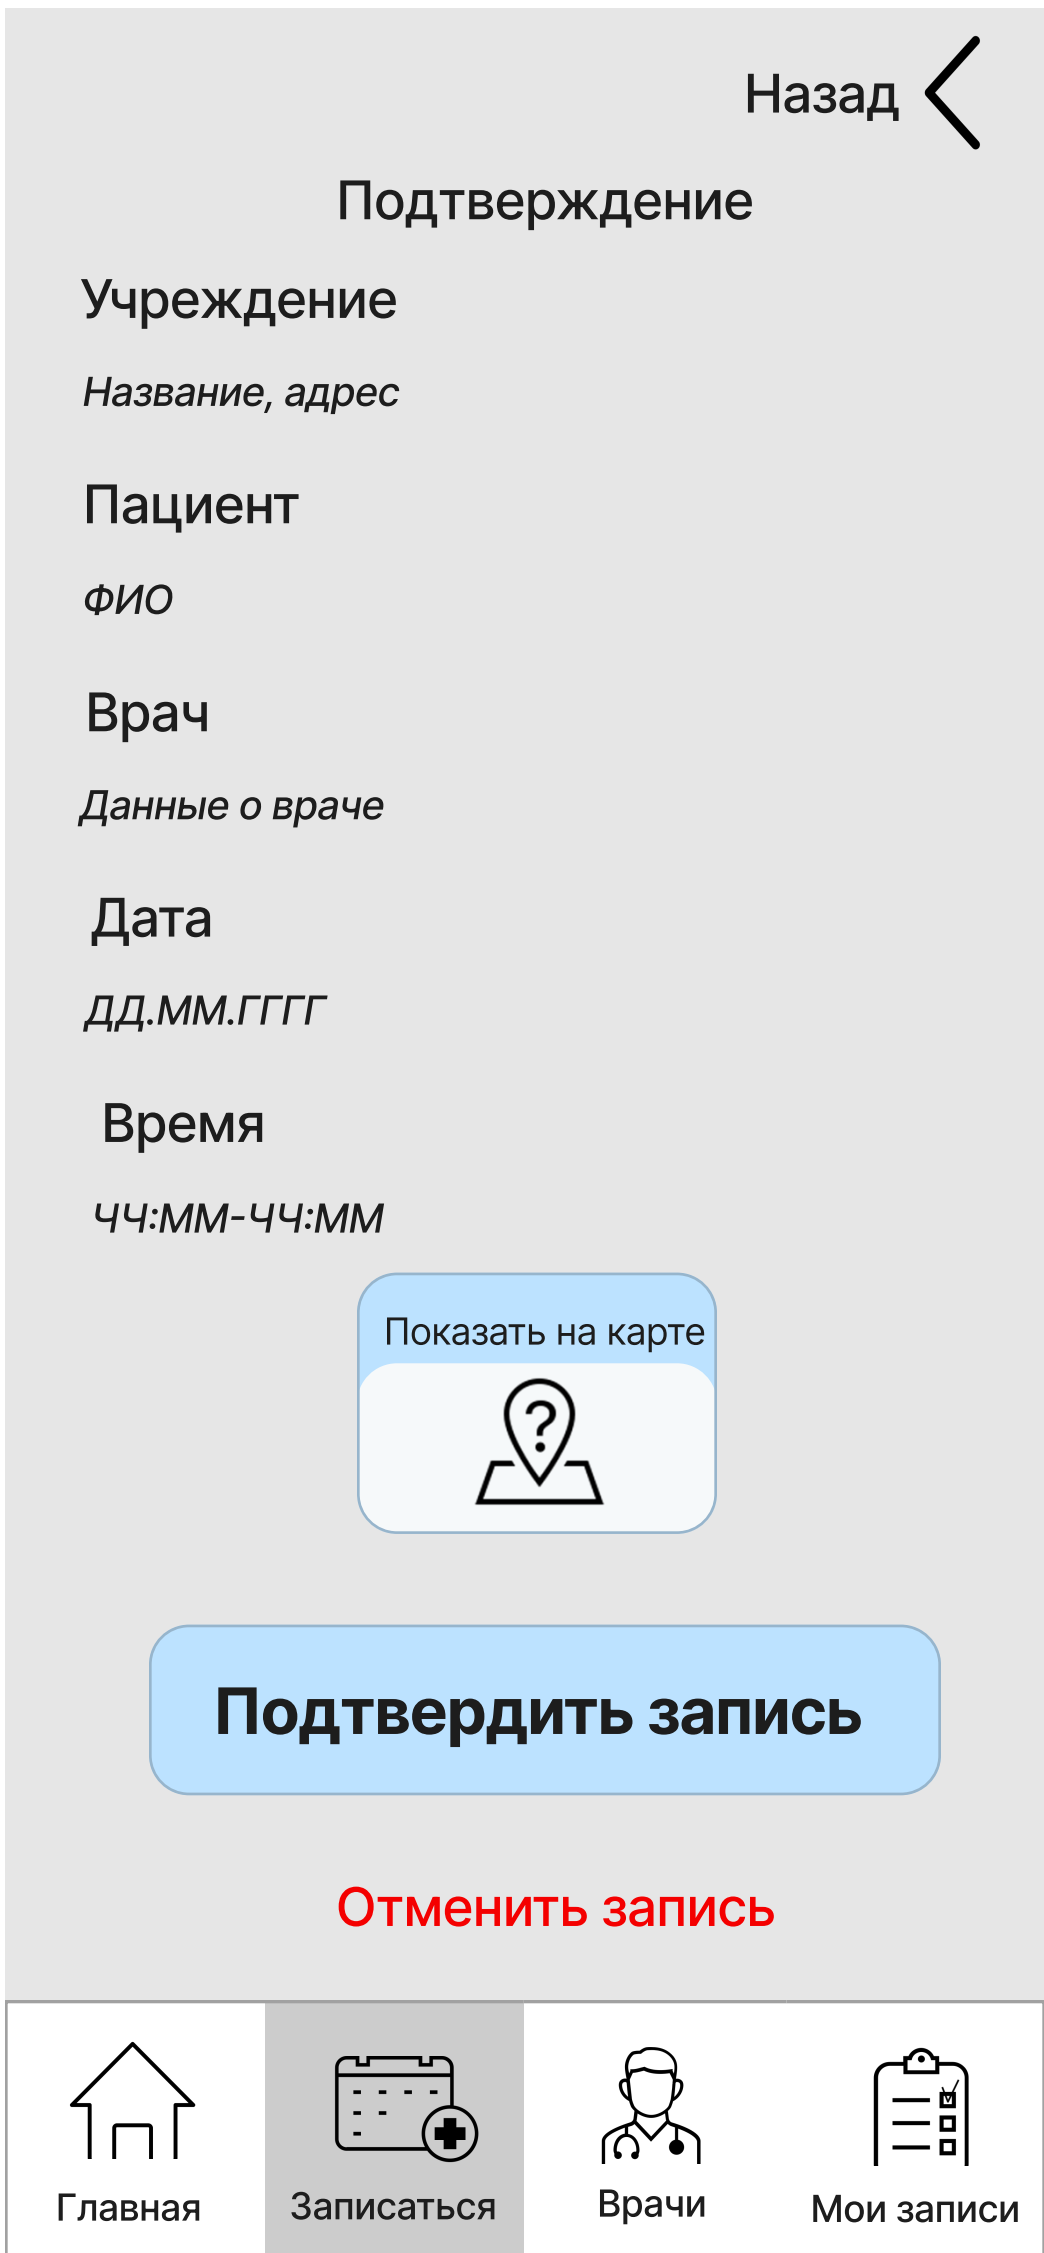 Назад
Подтверждение
Учреждение
Название, адрес
Пациент
ФИО
Врач
Данные о враче
Дата
ДД.ММ.ГГГГ
Время
ЧЧ:ММ-ЧЧ:ММ
Показать на карте
?
Подтвердить запись
Отменить запись
Главная
Записаться
Врачи
Мои записи